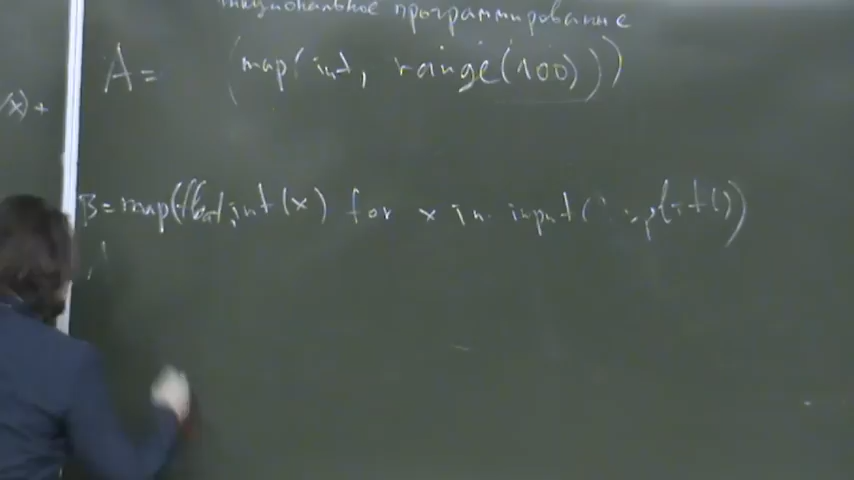 программирование
A = (map(int, range(100)))
/x) +
B = map(float, int(x) for x in input().split())